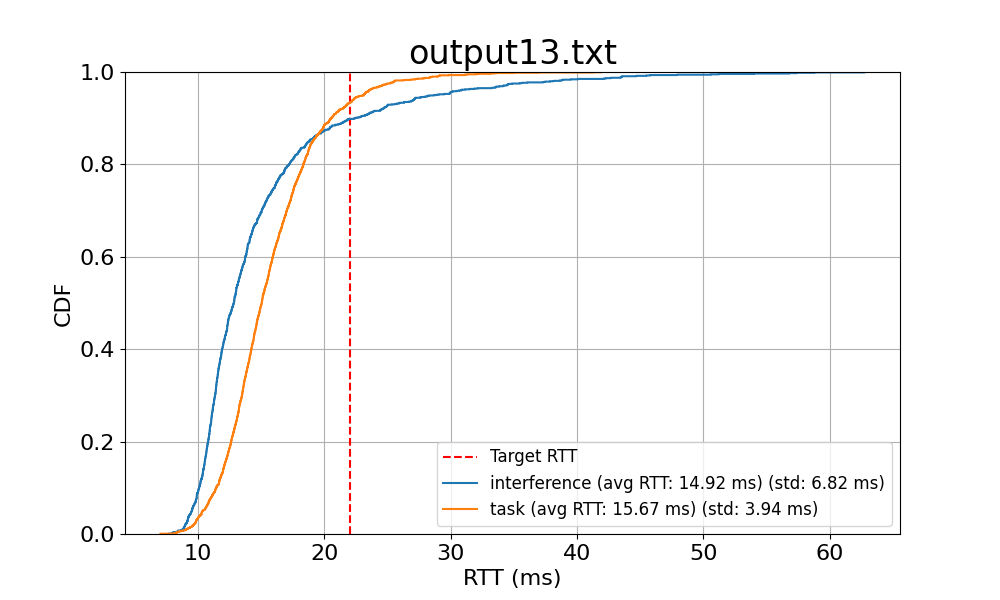 output13.txt
1.0
0.8
0.6
0.4
0.2
0.0
CDF
Target RTT
interference (avg RTT: 14.92 ms) (std: 6.82 ms)
task (avg RTT: 15.67 ms) (std: 3.94 ms)
10 20 30 40 50 60
RTT (ms)